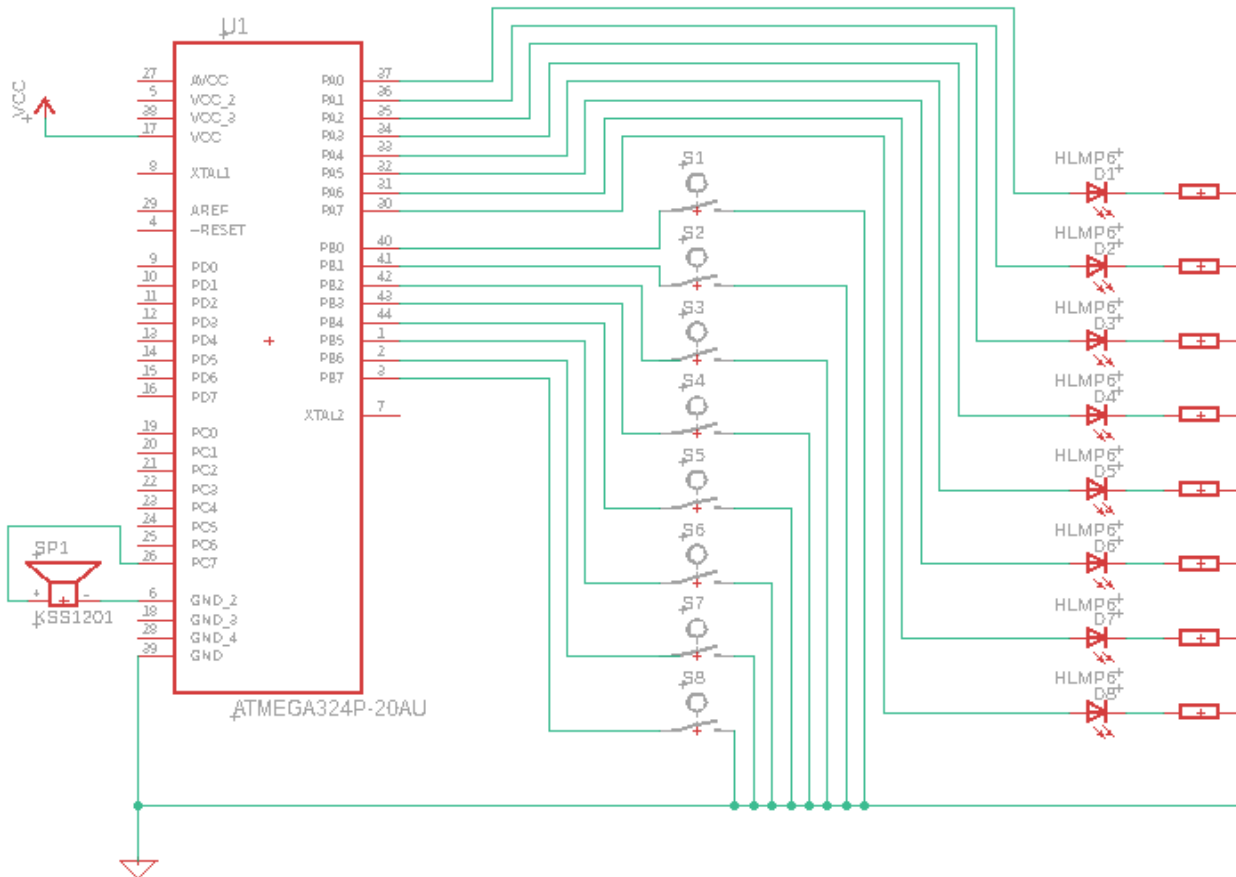 U1
VCC
27 AVCC PA0 37
5 VCC_2 PA1 36
38 VCC_3 PA2 35
17 VCC PA3 34
PA4 33
8 XTAL1 PA5 32
PA6 31
29 AREF PA7 30
4 -RESET
PB0 40
9 PD0 PB1 41
10 PD1 PB2 42
11 PD2 PB3 43
12 PD3 PB4 44
13 PD4 PB5 1
14 PD5 PB6 2
15 PD6 PB7 3
16 PD7
XTAL2 7
19 PC0
20 PC1
21 PC2
22 PC3
23 PC4
24 PC5
25 PC6
26 PC7
6 GND_2
18 GND_3
28 GND_4
39 GND
ATMEGA324P-20AU
SP1
+ -
KSS1201
S1
S2
S3
S4
S5
S6
S7
S8
HLMP6
D1
HLMP6
D2
HLMP6
D3
HLMP6
D4
HLMP6
D5
HLMP6
D6
HLMP6
D7
HLMP6
D8